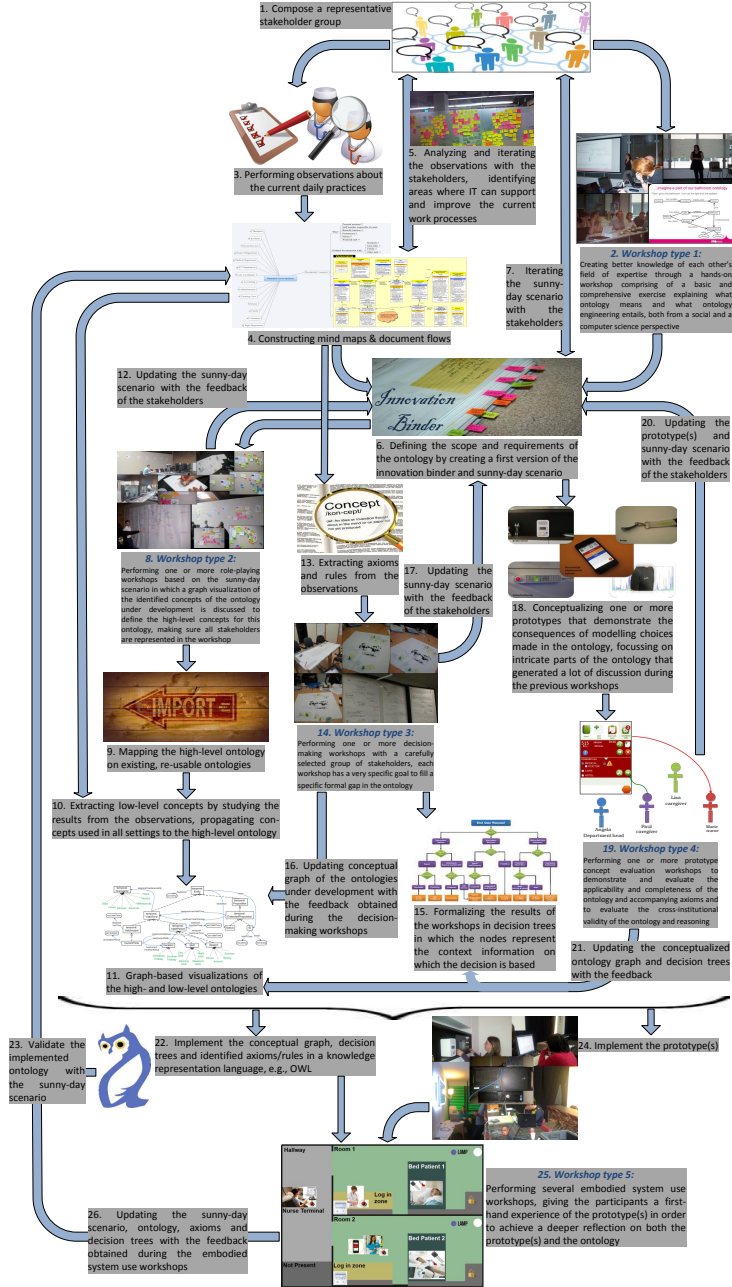 1. Compose a representative
stakeholder group
3. Performing observations about
the current daily practices
5. Analyzing and iterating
the observations with the
stakeholders, identifying
areas where IT can support
and improve the current
work processes
2. Workshop type 1:
Creating better knowledge of each other's
field of expertise through a hands-on
workshop comprising of a basic and
comprehensive exercise explaining what
ontology means and what ontology
engineering entails, both from a social and a
computer science perspective
4. Constructing mind maps & document flows
7. Iterating
the sunny-
day scenario
with the
stakeholders
12. Updating the sunny-day
scenario with the feedback
of the stakeholders
Innovation
Binder
6. Defining the scope and requirements of
the ontology by creating a first version of the
innovation binder and sunny-day scenario
20. Updating the
prototype(s) and
sunny-day scenario
with the feedback
of the stakeholders
8. Workshop type 2:
Performing one or more role-playing
workshops based on the sunny-day
scenario in which a graph visualization of
the identified concepts of the ontology
under development is discussed to
define the high-level concepts for this
ontology, making sure all stakeholders
are represented in the workshop
Concept
/kon-cept/
13. Extracting axioms
and rules from the
observations
17. Updating the
sunny-day scenario
with the feedback
of the stakeholders
18. Conceptualizing one or more
prototypes that demonstrate the
consequences of modelling choices
made in the ontology, focussing on
intricate parts of the ontology that
generated a lot of discussion during
the previous workshops
IMPORT
9. Mapping the high-level ontology
on existing, re-usable ontologies
14. Workshop type 3:
Performing one or more decision-
making workshops with a carefully
selected group of stakeholders, each
workshop has a very specific goal to fill a
specific formal gap in the ontology
10. Extracting low-level concepts by studying the
results from the observations, propagating con-
cepts used in all settings to the high-level ontology
Lisa
caregiver
Angela
Department head
Paul
caregiver
nurse
19. Workshop type 4:
Performing one or more prototype
concept evaluation workshops to
demonstrate and evaluate the
applicability and completeness of the
ontology and accompanying axioms and
to evaluate the cross-institutional
validity of the ontology and reasoning
16. Updating conceptual
graph of the ontologies
under development with
the feedback obtained
during the decision-
making workshops
15. Formalizing the results of
the workshops in decision trees
in which the nodes represent
the context information on
which the decision is based
11. Graph-based visualizations of
the high- and low-level ontologies
21. Updating the conceptualized
ontology graph and decision trees
with the feedback
23. Validate the
implemented
ontology with
the sunny-day
scenario
22. Implement the conceptual graph, decision
trees and identified axioms/rules in a knowledge
representation language, e.g., OWL
24. Implement the prototype(s)
Hallway
Room 1
LAMP
Bed Patient 1
Log in
zone
Nurse Terminal
Room 2
LAMP
Bed Patient 2
Not Present
Log in zone
25. Workshop type 5:
Performing several embodied system use
workshops, giving the participants a first-
hand experience of the prototype(s) in order
to achieve a deeper reflection on both the
prototype(s) and the ontology
26. Updating the sunny-day
scenario, ontology, axioms and
decision trees with the feedback
obtained during the embodied
system use workshops